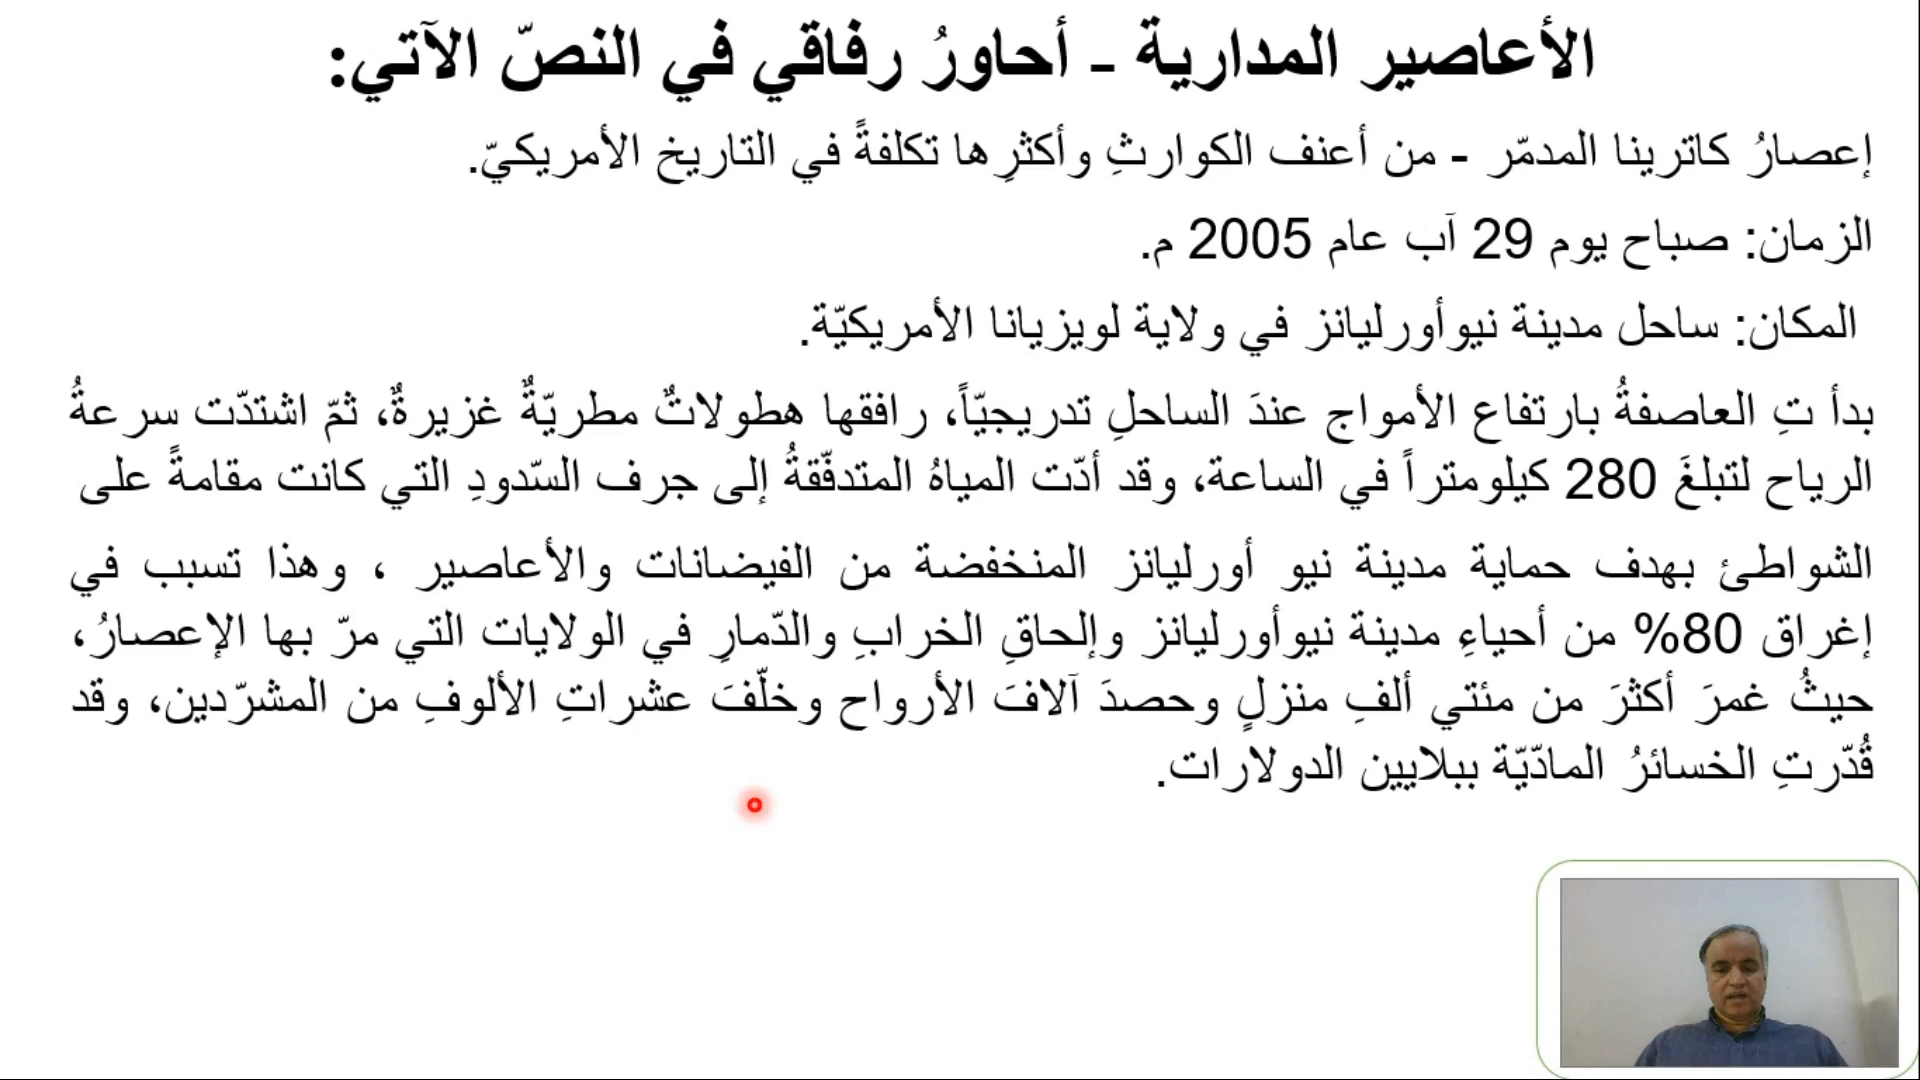 الأعاصير المدارية - أحاورُ رفاقي في النصّ الآتي:
إعصارُ كاترينا المدمّر - من أعنف الكوارثِ وأكثرِها تكلفةً في التاريخ الأمريكيّ.
الزمان: صباح يوم 29 آب عام 2005 م.
المكان: ساحل مدينة نيوأورليانز في ولاية لويزيانا الأمريكيّة.
بدأ تِ العاصفةُ بارتفاع الأمواج عندَ الساحلِ تدريجيّاً، رافقها هطولاتٌ مطريّةٌ غزيرةٌ، ثمّ اشتدّت سرعةُ
الرياح لتبلغَ 280 كيلومتراً في الساعة، وقد أدّت المياهُ المتدفّقةُ إلى جرف السّدودِ التي كانت مقامةً على
الشواطئ بهدف حماية مدينة نيو أورليانز المنخفضة من الفيضانات والأعاصير ، وهذا تسبب في
إغراق 80% من أحياءِ مدينة نيوأورليانز وإلحاقِ الخرابِ والدّمارِ في الولايات التي مرّ بها الإعصارُ،
حيثُ غمرَ أكثرَ من مئتي ألفِ منزلٍ وحصدَ آلافَ الأرواح وخلّفَ عشراتِ الألوفِ من المشرّدين، وقد
قُدّرتِ الخسائرُ المادّيّة ببلايين الدولارات.